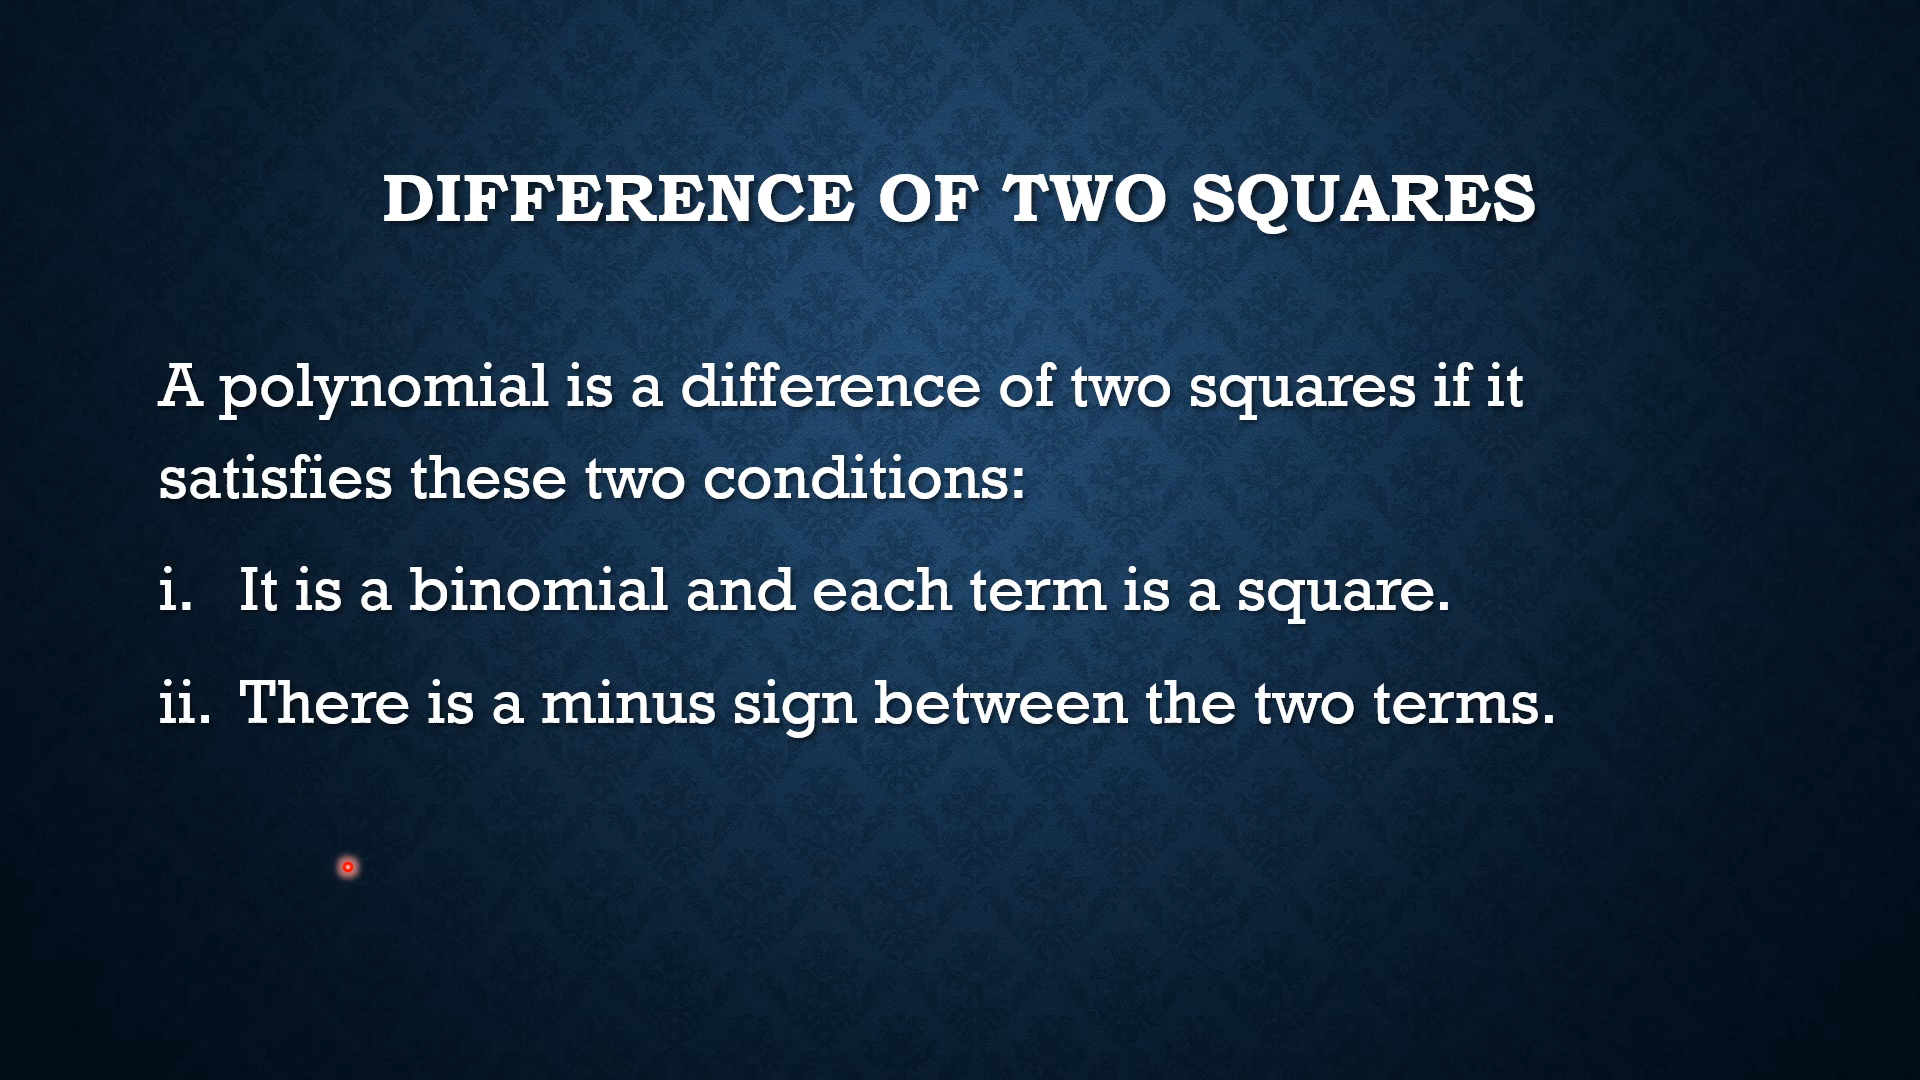 DIFFERENCE OF TWO SQUARES
A polynomial is a difference of two squares if it
satisfies these two conditions:
i. It is a binomial and each term is a square.
ii. There is a minus sign between the two terms.